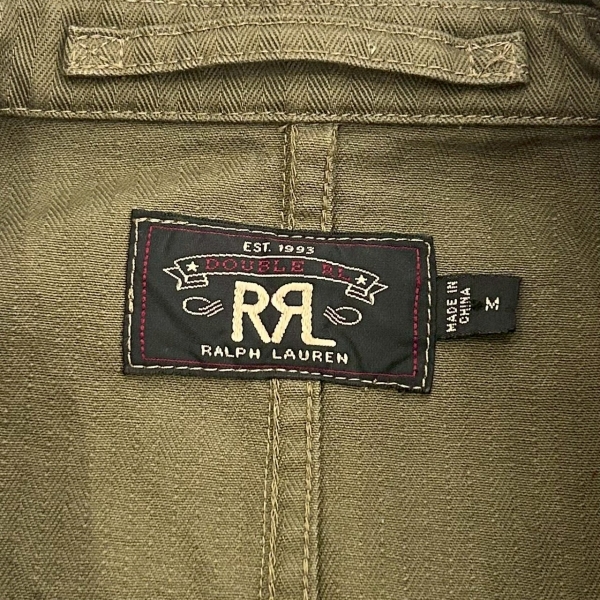 EST. 1993
DOUBLE RL
RRL
RALPH LAUREN
MADE IN
CHINA
M